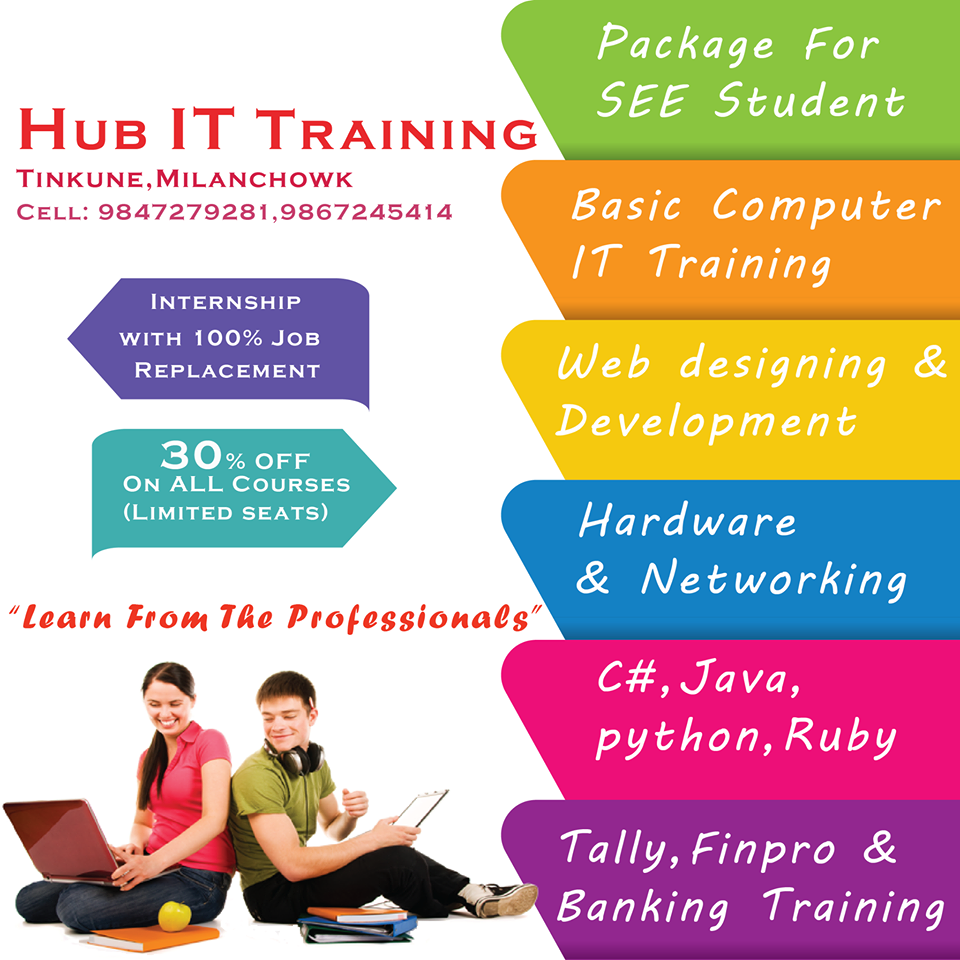 Hub IT Training
Tinkune,Milanchowk
Cell: 9847279281,9867245414
Internship
with 100% Job
Replacement
30% OFF
On ALL Courses
(Limited seats)
“Learn From The Professionals”
Package For
SEE Student
Basic Computer
IT Training
Web designing &
Development
Hardware
& Networking
C#,Java,
python,Ruby
Tally,Finpro &
Banking Training